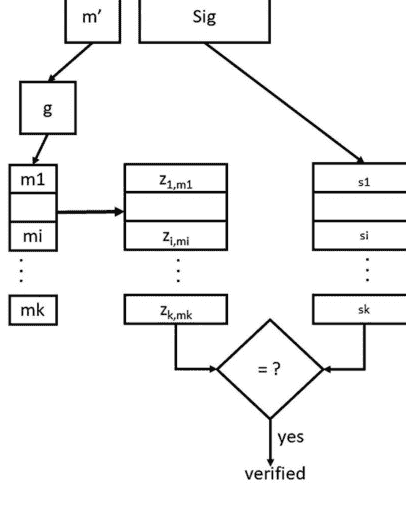 m’
Sig
g
m1
z1,m1
s1
mi
zi,mi
si
mk
zk,mk
sk
= ?
yes
verified